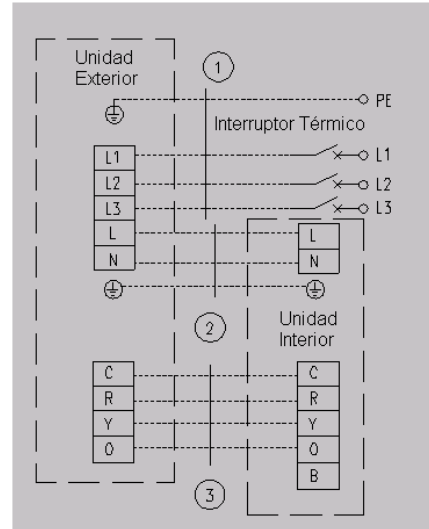 Unidad
Exterior
1
PE
Interruptor Térmico
L1 L1
L2 L2
L3 L3
L L
N N
2
Unidad
Interior
C C
R R
Y Y
O O
B
3